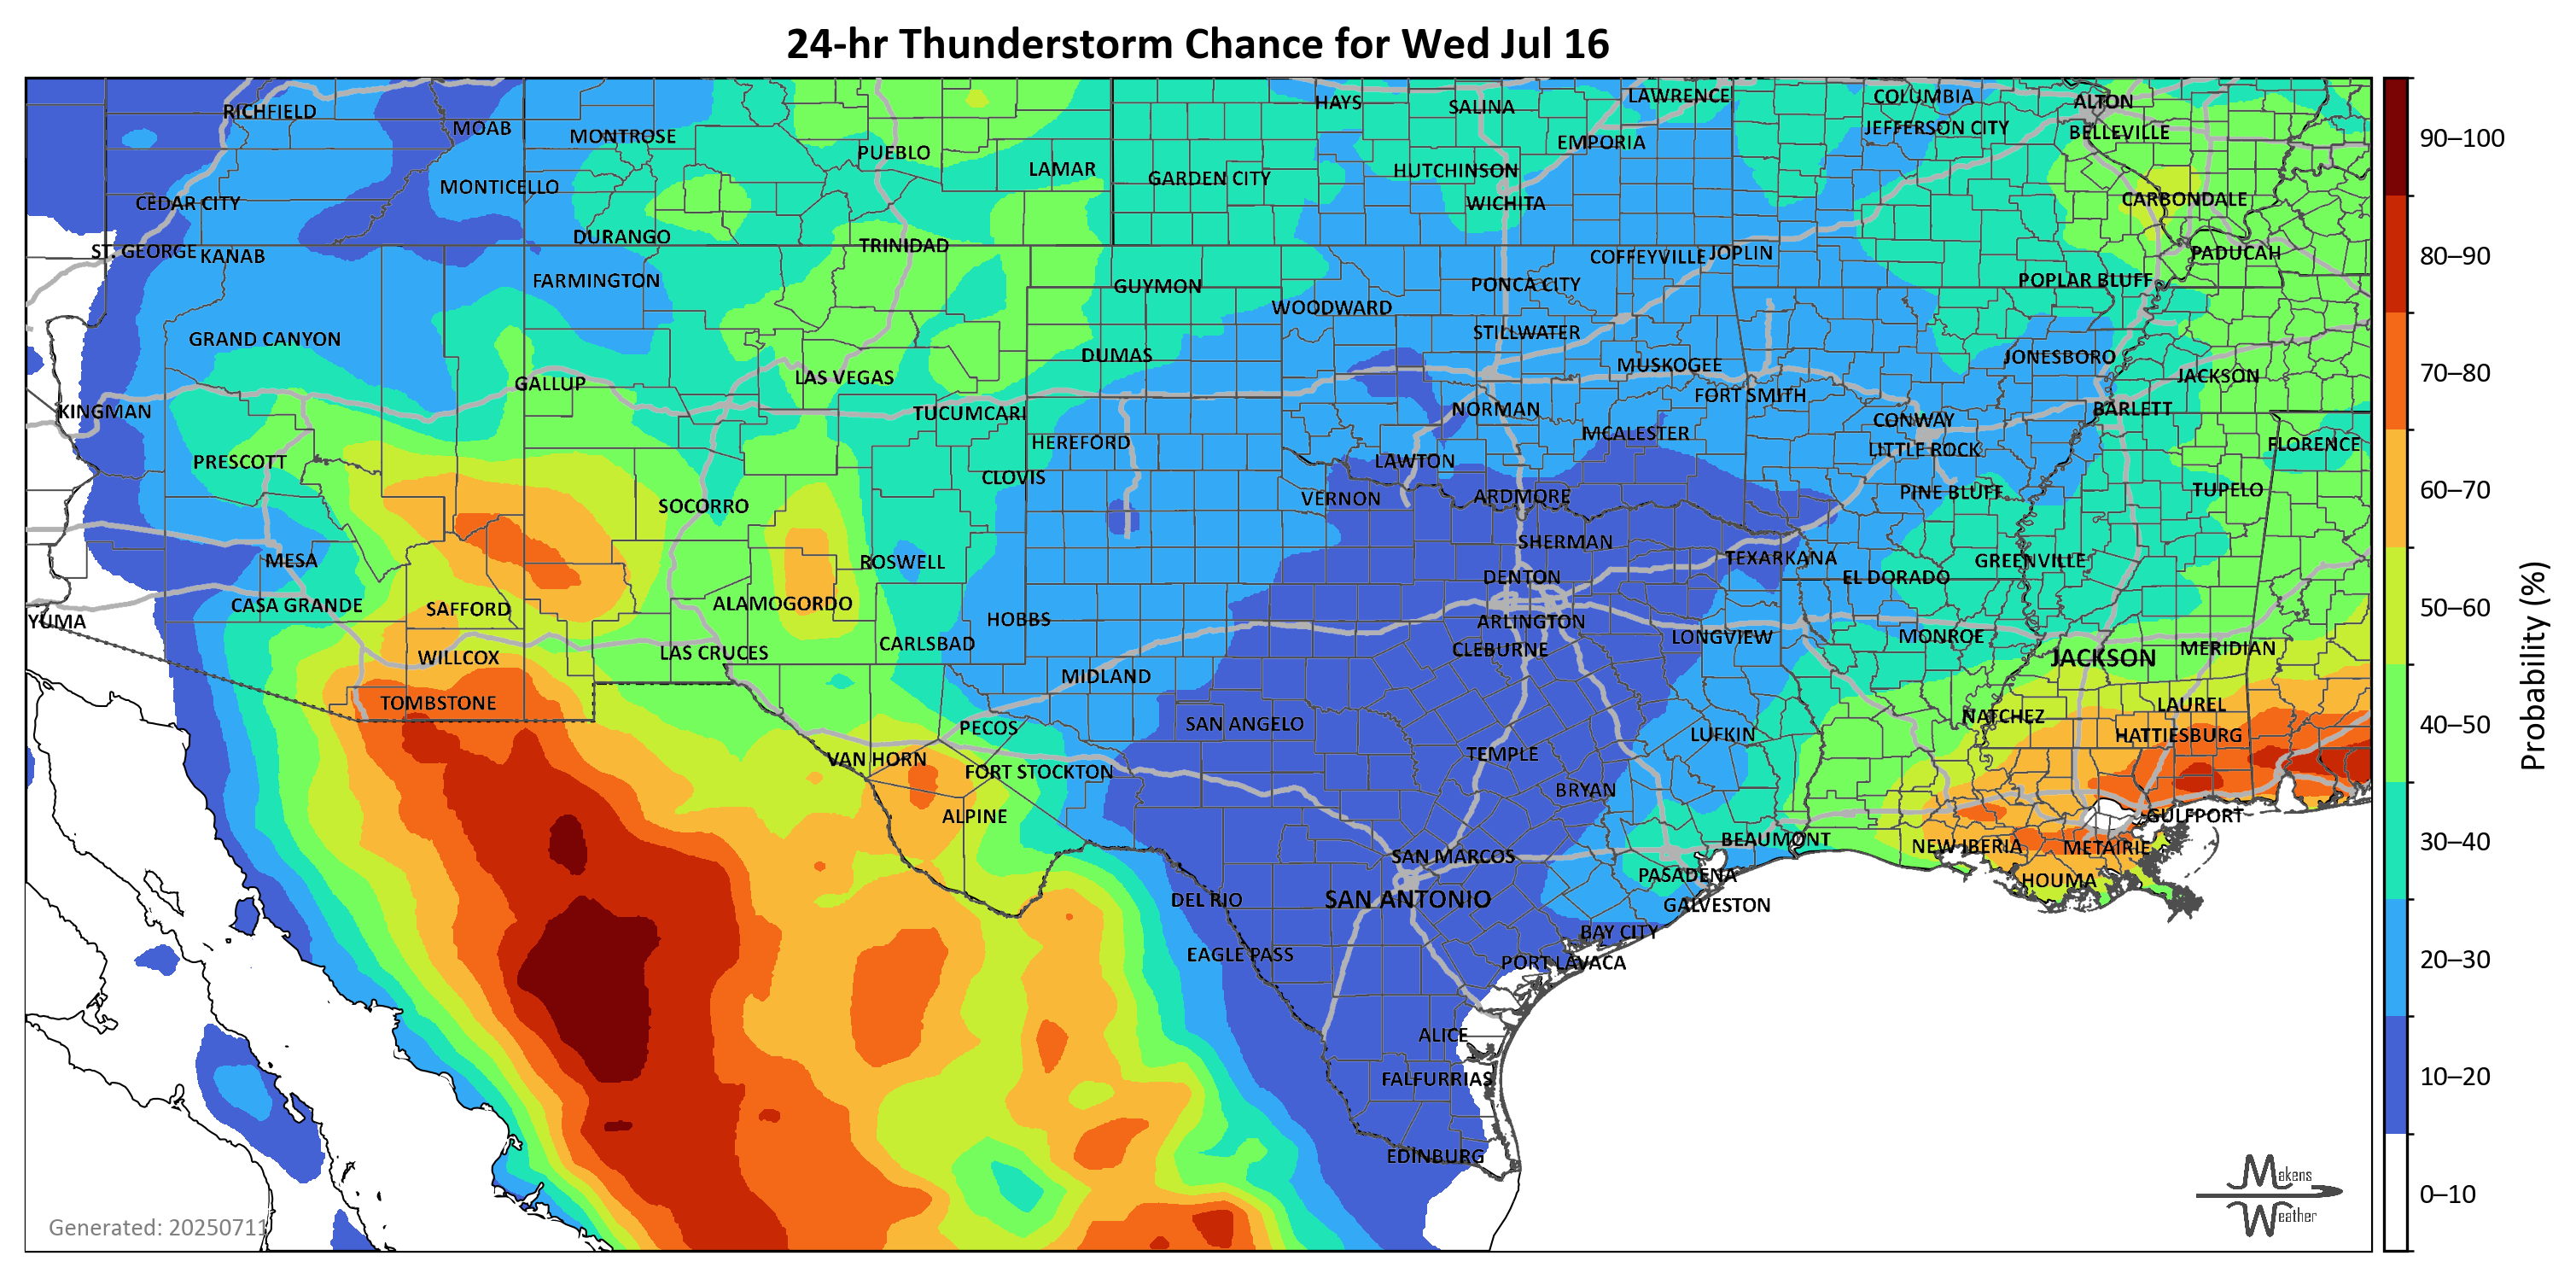 24-hr Thunderstorm Chance for Wed Jul 16
RICHFIELD
MOAB
MONTROSE
PUEBLO
LAMAR
HAYS
SALINA
LAWRENCE
COLUMBIA
ALTON
EMPORIA
JEFFERSON CITY
BELLEVILLE
MONTICELLO
GARDEN CITY
HUTCHINSON
CEDAR CITY
WICHITA
CARBONDALE
DURANGO
TRINIDAD
ST. GEORGE
KANAB
COFFEYVILLE
JOPLIN
PADUCAH
FARMINGTON
GUYMON
PONCA CITY
POPLAR BLUFF
WOODWARD
GRAND CANYON
STILLWATER
DUMAS
MUSKOGEE
JONESBORO
GALLUP
LAS VEGAS
JACKSON
FORT SMITH
KINGMAN
TUCUMCARI
NORMAN
CONWAY
BARLETT
HEREFORD
MCALESTER
LITTLE ROCK
FLORENCE
PRESCOTT
CLOVIS
LAWTON
SOCORRO
VERNON
ARDMORE
PINE BLUFF
TUPELO
MESA
ROSWELL
SHERMAN
TEXARKANA
GREENVILLE
CASA GRANDE
SAFFORD
ALAMOGORDO
DENTON
EL DORADO
YUMA
HOBBS
ARLINGTON
WILLCOX
LAS CRUCES
CARLSBAD
CLEBURNE
LONGVIEW
MONROE
JACKSON
MERIDIAN
TOMBSTONE
MIDLAND
PECOS
SAN ANGELO
LUFKIN
NATCHEZ
LAUREL
HATTIESBURG
VAN HORN
FORT STOCKTON
TEMPLE
BRYAN
ALPINE
GULFPORT
SAN MARCOS
BEAUMONT
NEW IBERIA
METAIRIE
PASADENA
HOUMA
DEL RIO
SAN ANTONIO
GALVESTON
EAGLE PASS
BAY CITY
PORT LAVACA
ALICE
FALFURRIAS
EDINBURG
Generated: 20250711
Makens
Weather
90–100
80–90
70–80
60–70
50–60
40–50
30–40
20–30
10–20
0–10
Probability (%)